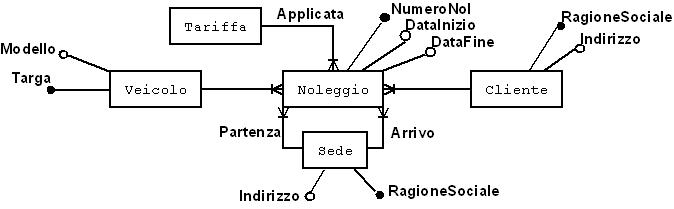 NumeroNol
Applicata
RagioneSociale
DataInizio
Tariffa
Indirizzo
DataFine
Modello
Targa
Veicolo
Noleggio
Cliente
Partenza
Arrivo
Sede
Indirizzo
RagioneSociale